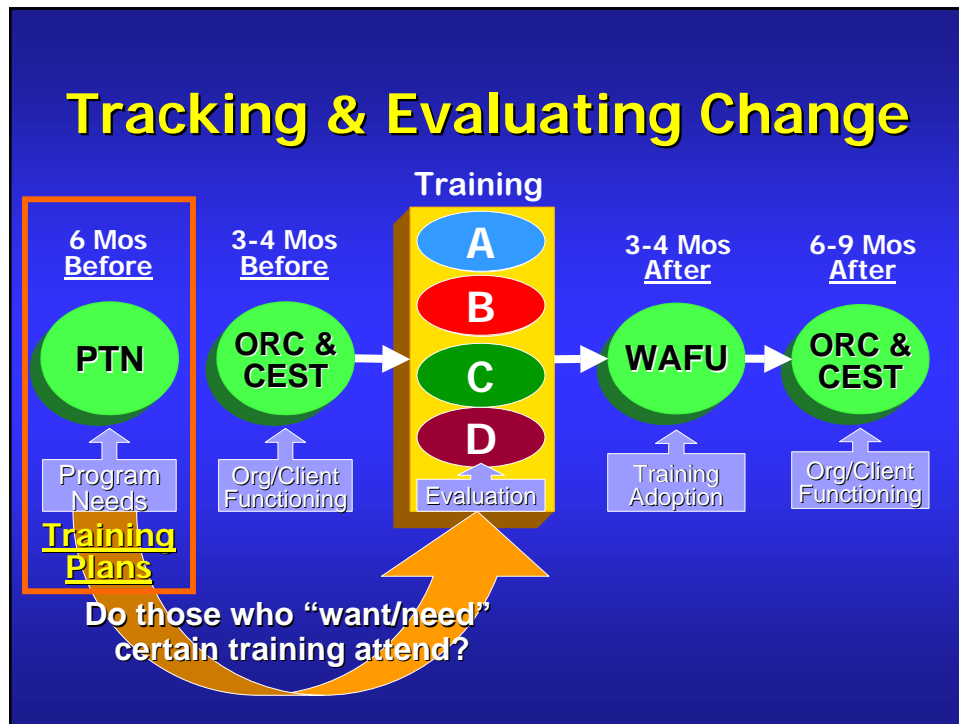 Tracking & Evaluating Change
Training
6 Mos
Before
3-4 Mos
Before
3-4 Mos
After
6-9 Mos
After
PTN
ORC &
CEST
A
B
C
D
WAFU
ORC &
CEST
Program
Needs
Org/Client
Functioning
Evaluation
Training
Adoption
Org/Client
Functioning
Training
Plans
Do those who “want/need”
certain training attend?